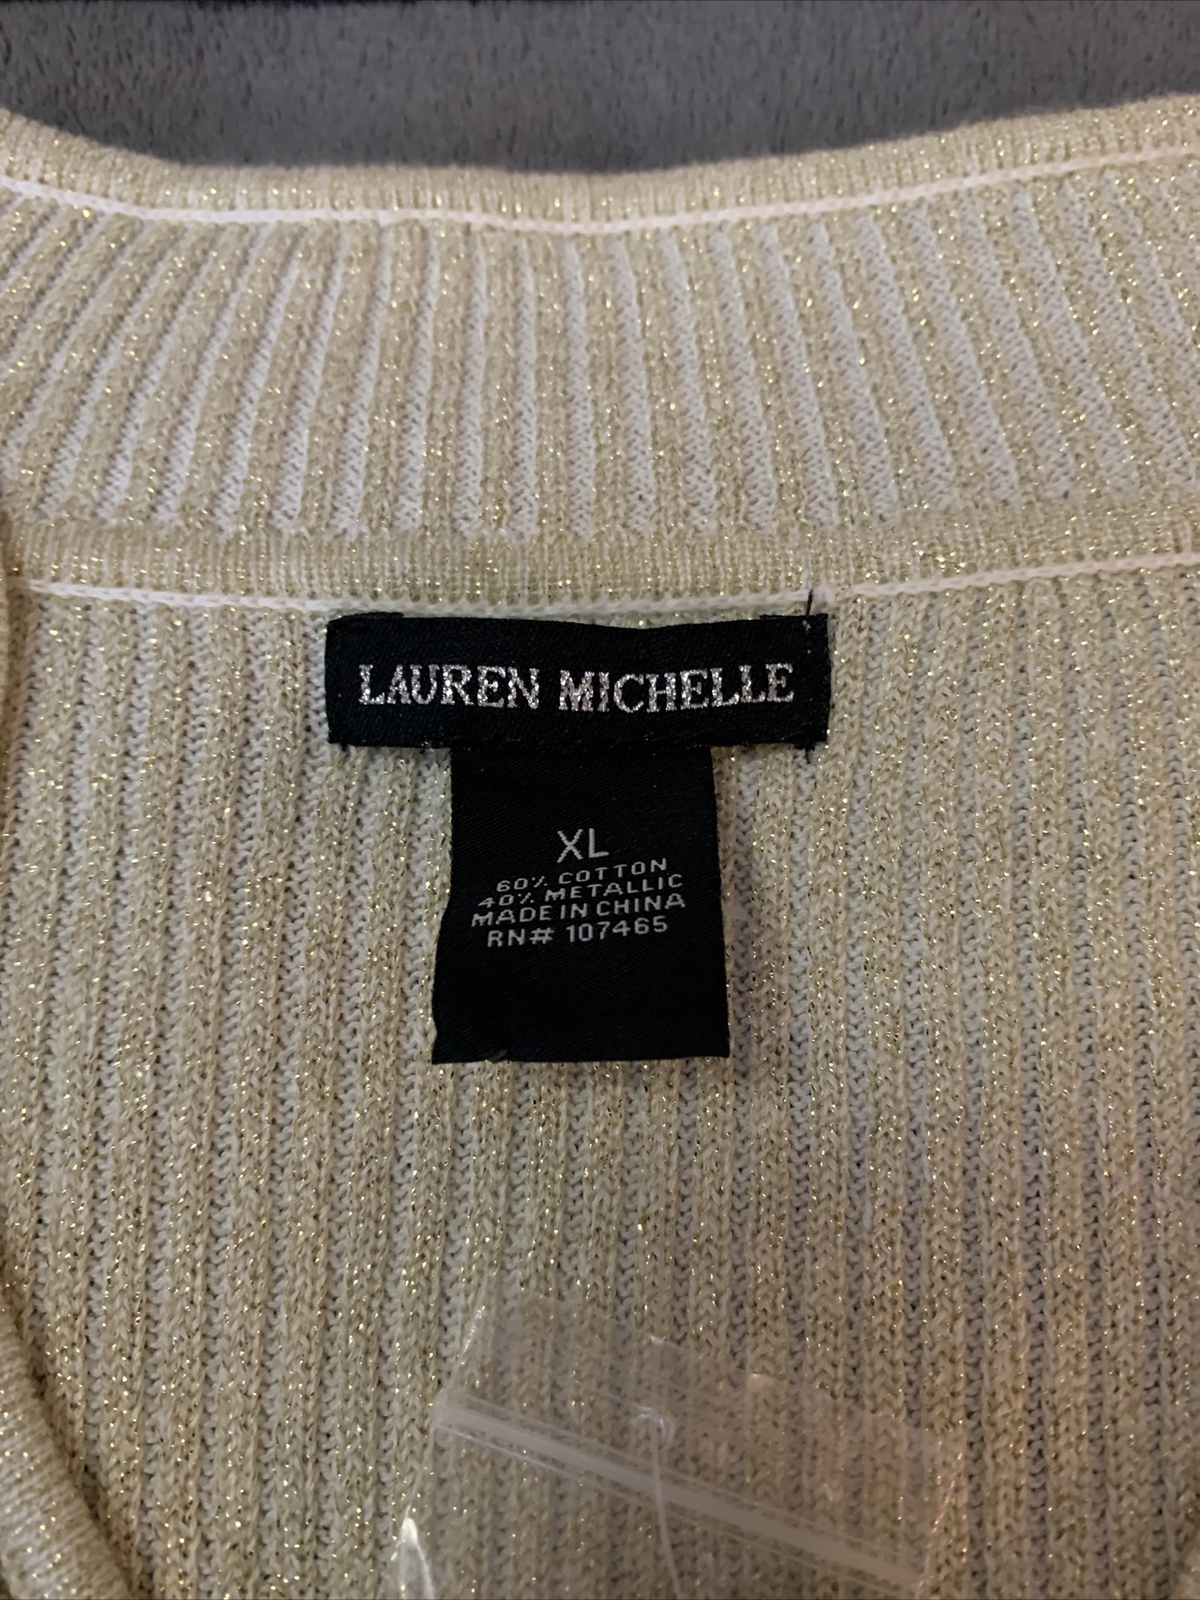 LAUREN MICHELLE
XL
60% COTTON
40% METALLIC
MADE IN CHINA
RN# 107465